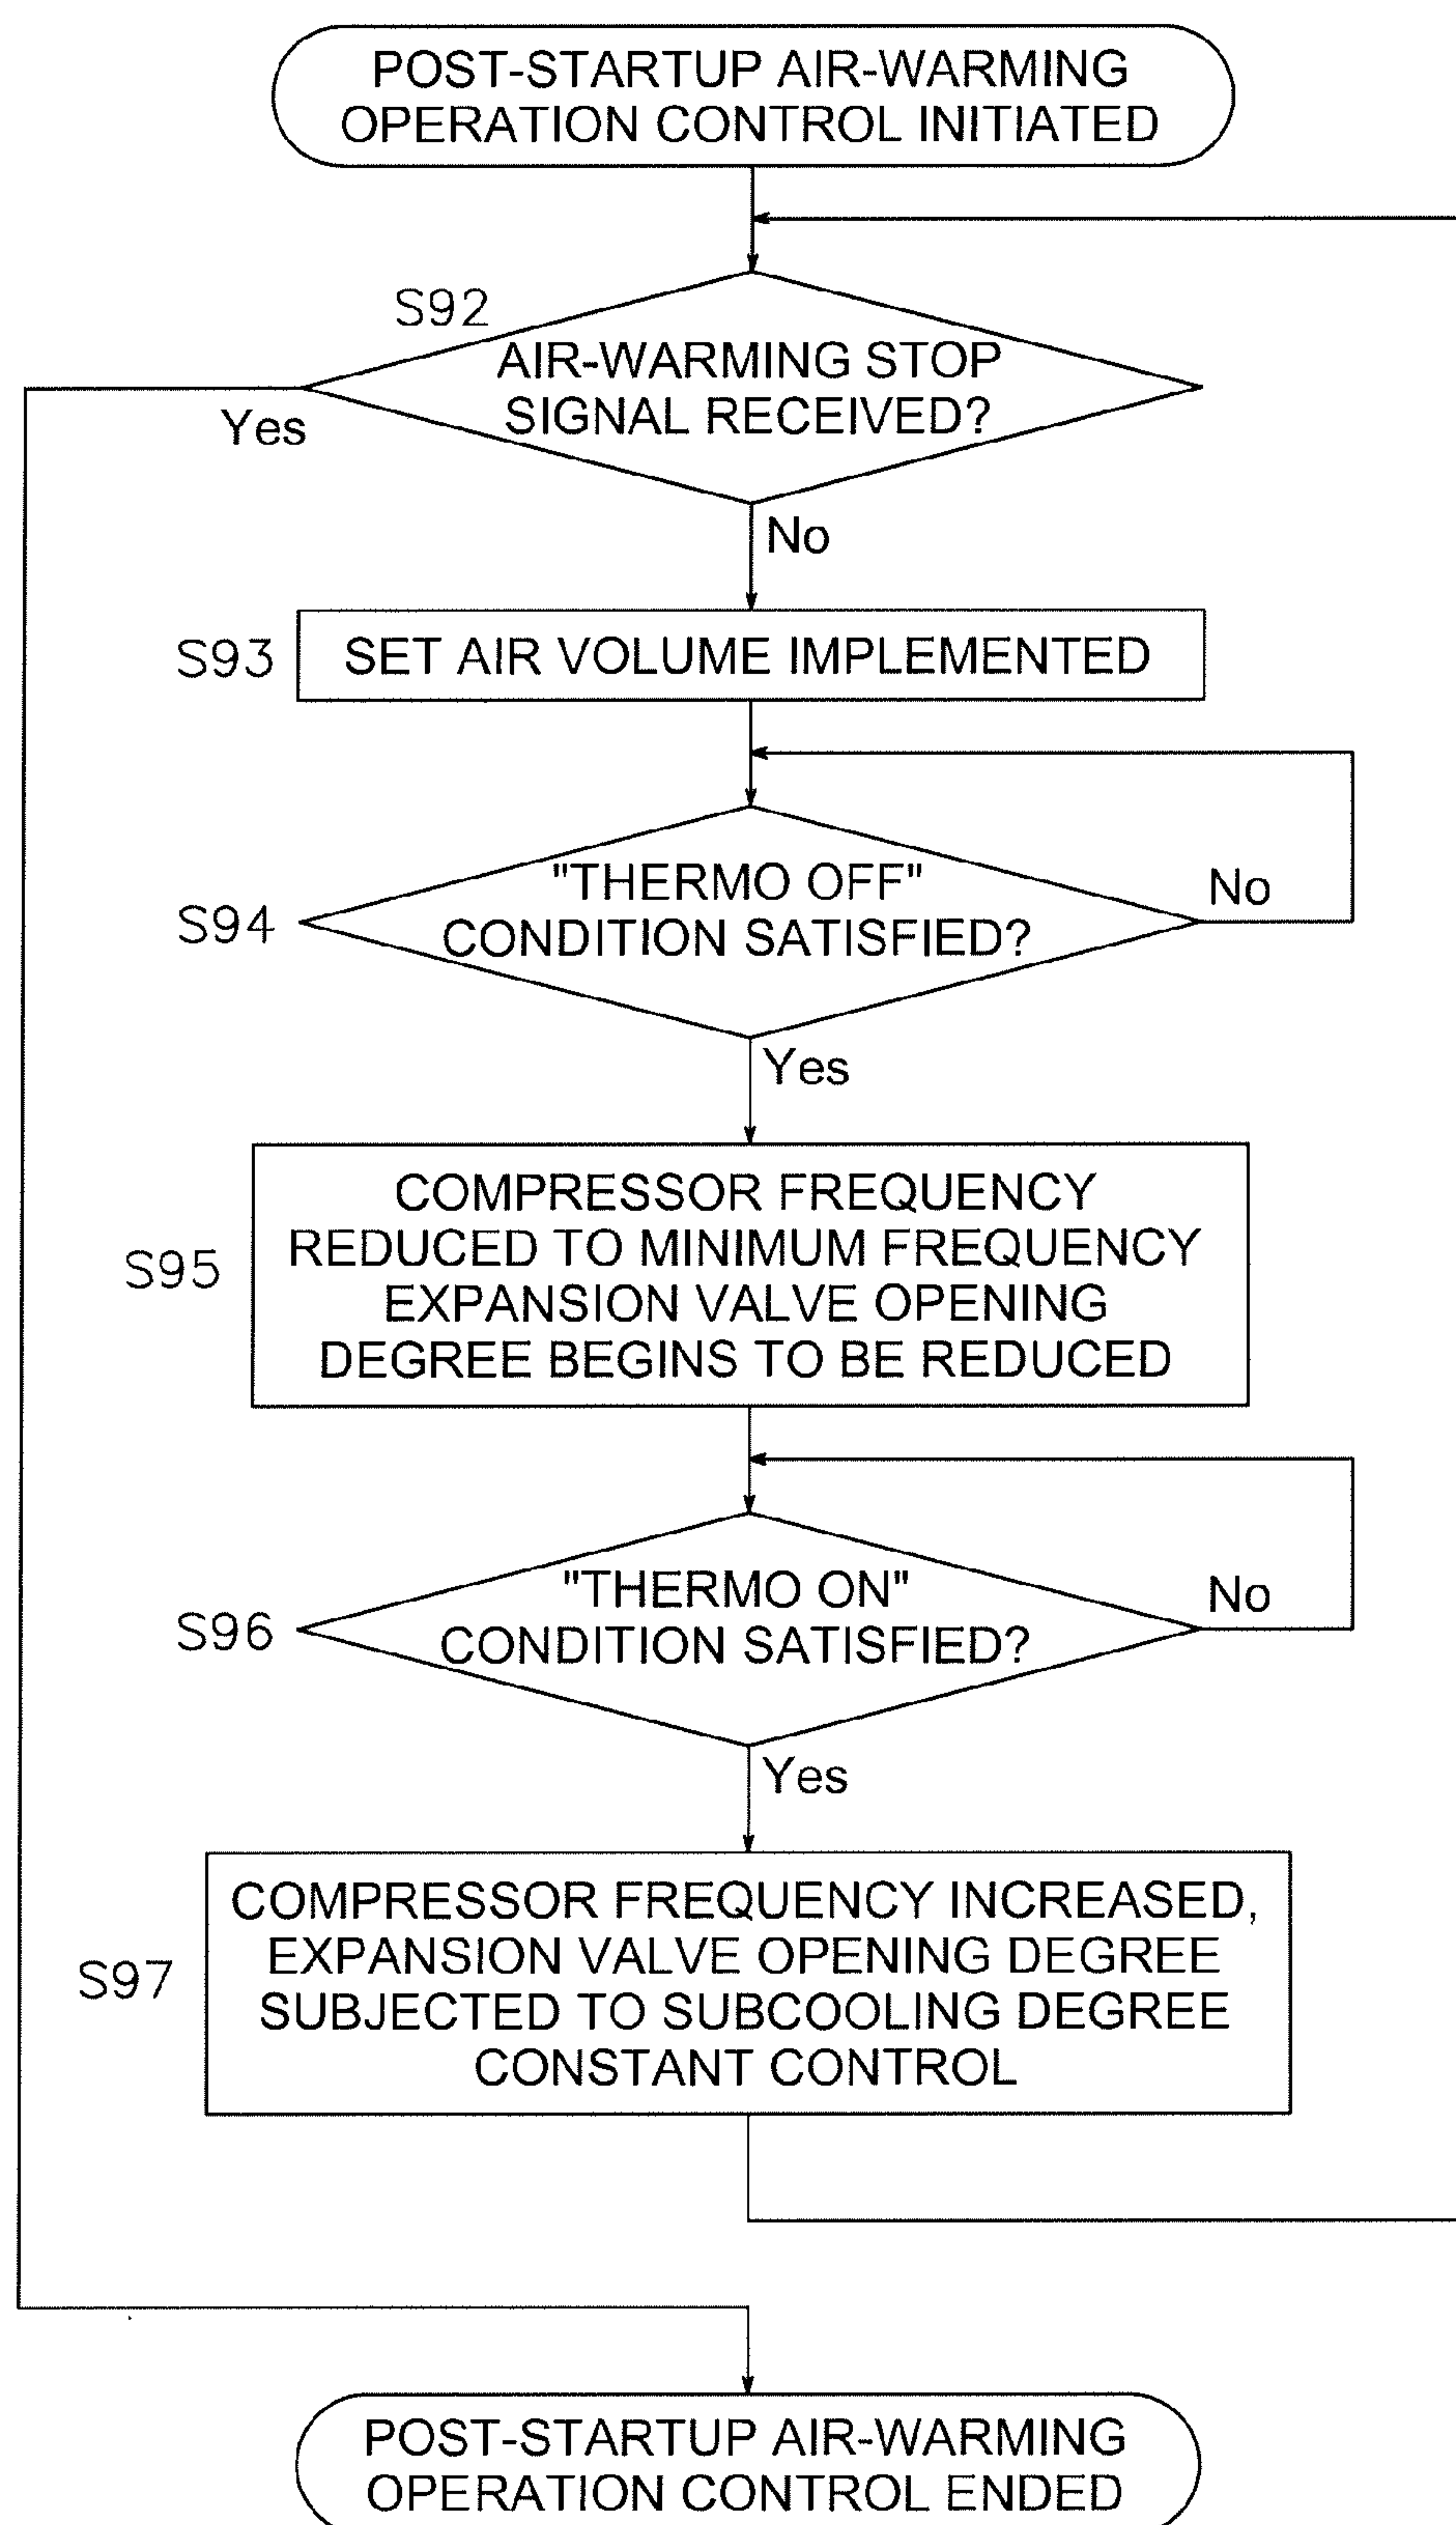 POST-STARTUP AIR-WARMING
OPERATION CONTROL INITIATED
S92
AIR-WARMING STOP
SIGNAL RECEIVED?
Yes
No
S93
SET AIR VOLUME IMPLEMENTED
S94
"THERMO OFF"
CONDITION SATISFIED?
No
Yes
S95
COMPRESSOR FREQUENCY
REDUCED TO MINIMUM FREQUENCY
EXPANSION VALVE OPENING
DEGREE BEGINS TO BE REDUCED
S96
"THERMO ON"
CONDITION SATISFIED?
No
Yes
S97
COMPRESSOR FREQUENCY INCREASED,
EXPANSION VALVE OPENING DEGREE
SUBJECTED TO SUBCOOLING DEGREE
CONSTANT CONTROL
POST-STARTUP AIR-WARMING
OPERATION CONTROL ENDED